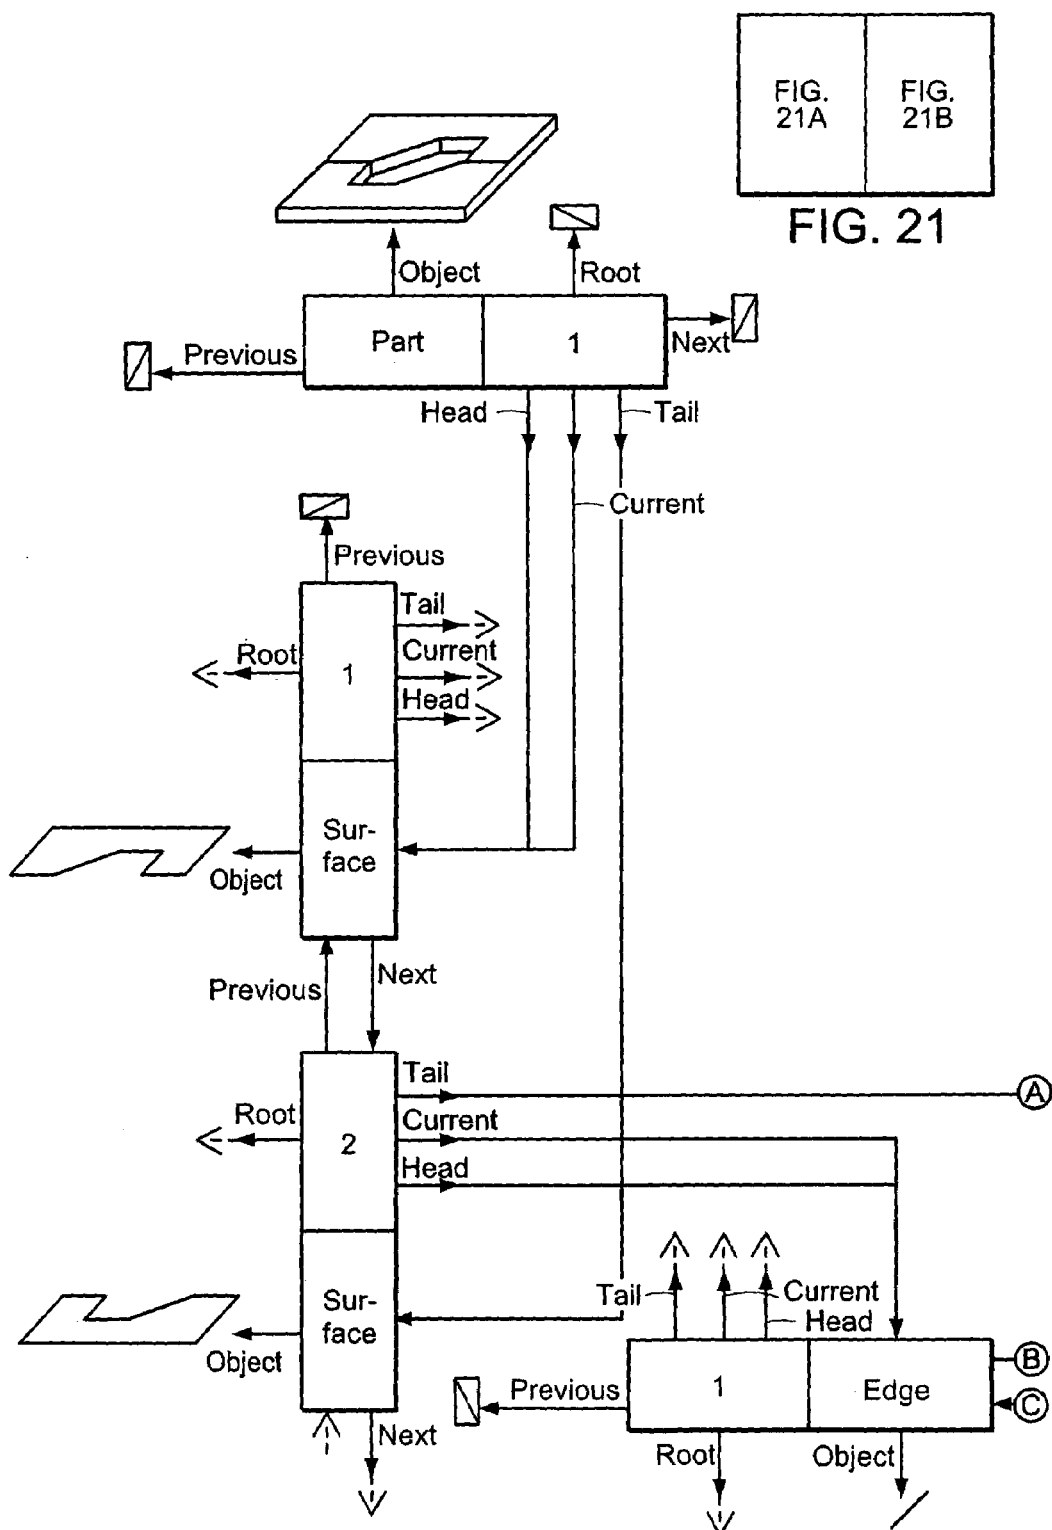 FIG.
21A
FIG.
21B
FIG. 21
Object
Root
Part
1
Next
Previous
Head
Tail
Current
Previous
Tail
Root
1
Current
Head
Sur-
face
Object
Previous
Next
Tail
A
Root
2
Current
Head
Tail
Current
Head
Sur-
face
Object
B
Previous
1
Edge
C
Next
Root
Object